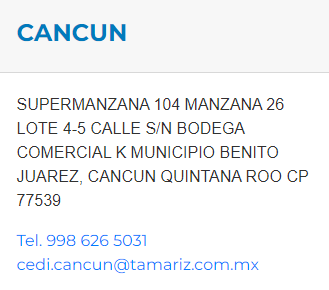 CANCUN
SUPERMANZANA 104 MANZANA 26
LOTE 4-5 CALLE S/N BODEGA
COMERCIAL K MUNICIPIO BENITO
JUAREZ, CANCUN QUINTANA ROO CP
77539
Tel. 998 626 5031
cedi.cancun@tamariz.com.mx